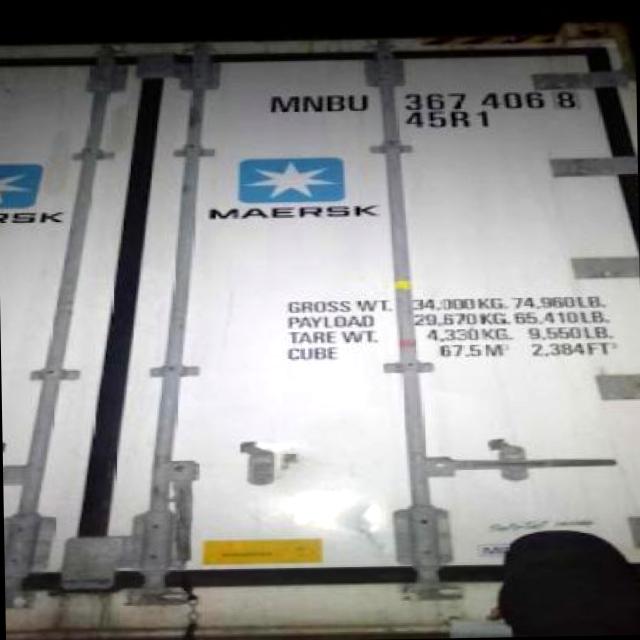 MNBU 367 406 8
45R1
RSK
MAERSK
GROSS WT. 34,000 KG. 74,960 LB.
PAYLOAD 29,670 KG. 65,410 LB.
TARE WT. 4,330 KG. 9,550 LB.
CUBE 67.5 M³ 2,384 FT³